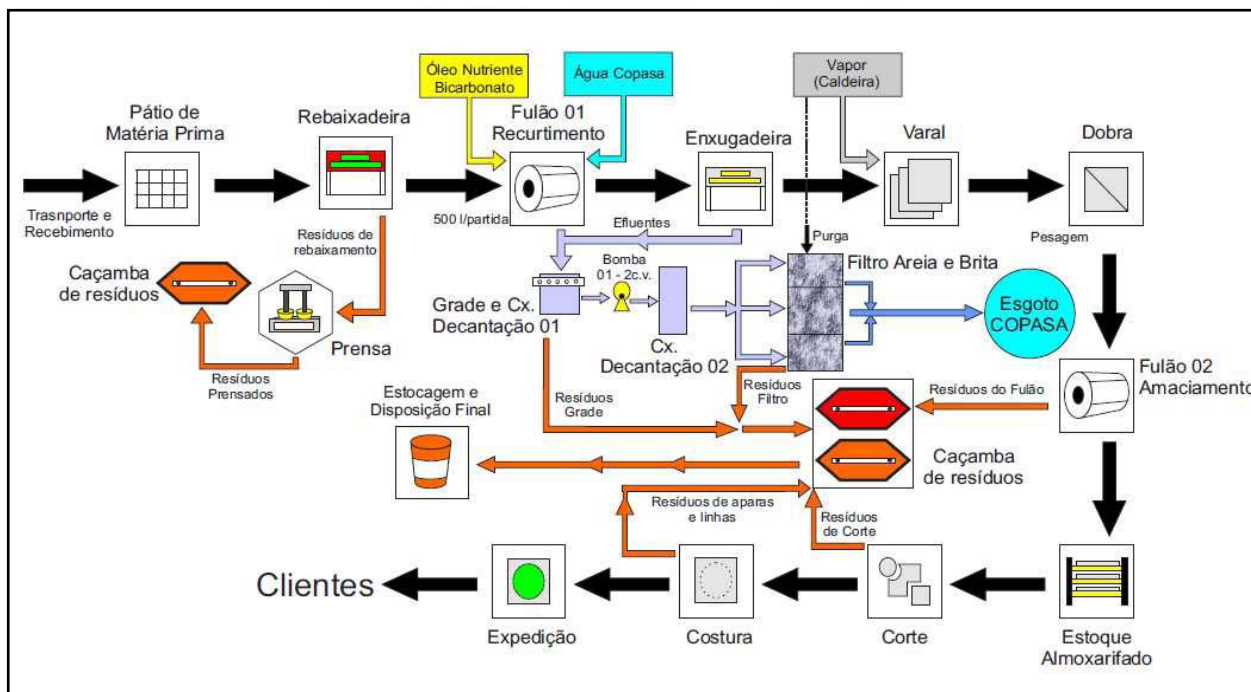 Óleo Nutriente
Bicarbonato
Água Copasa
Vapor
(Caldeira)
Pátio de
Matéria Prima
Rebaixadeira
Fulão 01
Recurtimento
Enxugadeira
Varal
Dobra
Trasnporte e
Recebimento
Resíduos de
rebaixamento
500 l/partida
Efluentes
Purga
Pesagem
Caçamba
de resíduos
Prensa
Resíduos
Prensados
Grade e Cx.
Decantação 01
Bomba
01 - 2c.v.
Cx.
Decantação 02
Filtro Areia e Brita
Esgoto
COPASA
Fulão 02
Amaciamento
Resíduos
Grade
Resíduos
Filtro
Resíduos do Fulão
Estocagem e
Disposição Final
Caçamba
de resíduos
Resíduos de aparas
e linhas
Resíduos
de Corte
Clientes
Expedição
Costura
Corte
Estoque
Almoxarifado